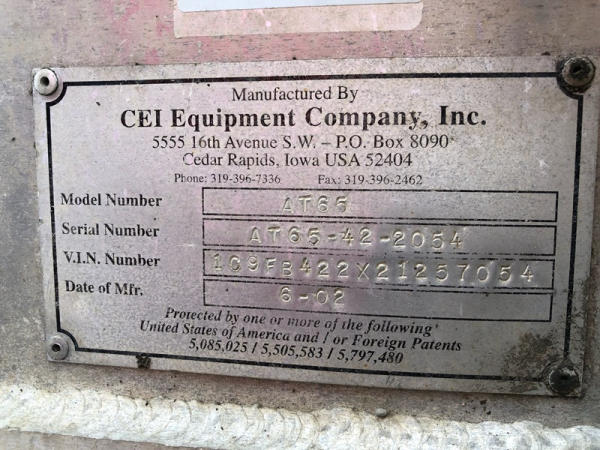 Manufactured By
CEI Equipment Company, Inc.
5555 16th Avenue S.W. – P.O. Box 8090
Cedar Rapids, Iowa USA 52404
Phone: 319-396-7336 Fax: 319-396-2462
Model Number AT65
Serial Number AT65-42-2054
V.I.N. Number 1C9FB422X21257054
Date of Mfr. 6-02
Protected by one or more of the following
United States of America and / or Foreign Patents
5,085,025 / 5,505,583 / 5,797,480